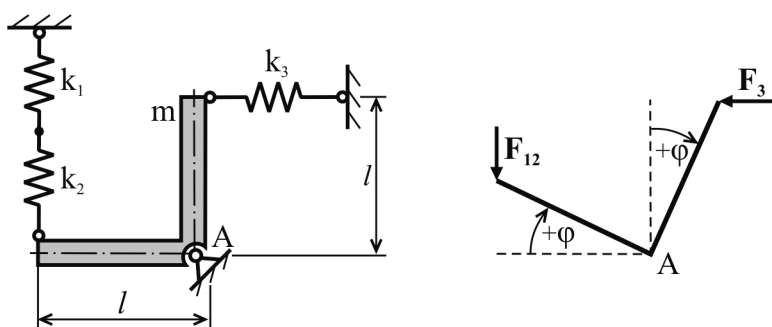 k₁
k₂
m
k₃
A
l
l
F₁₂
F₃
+φ
+φ
A